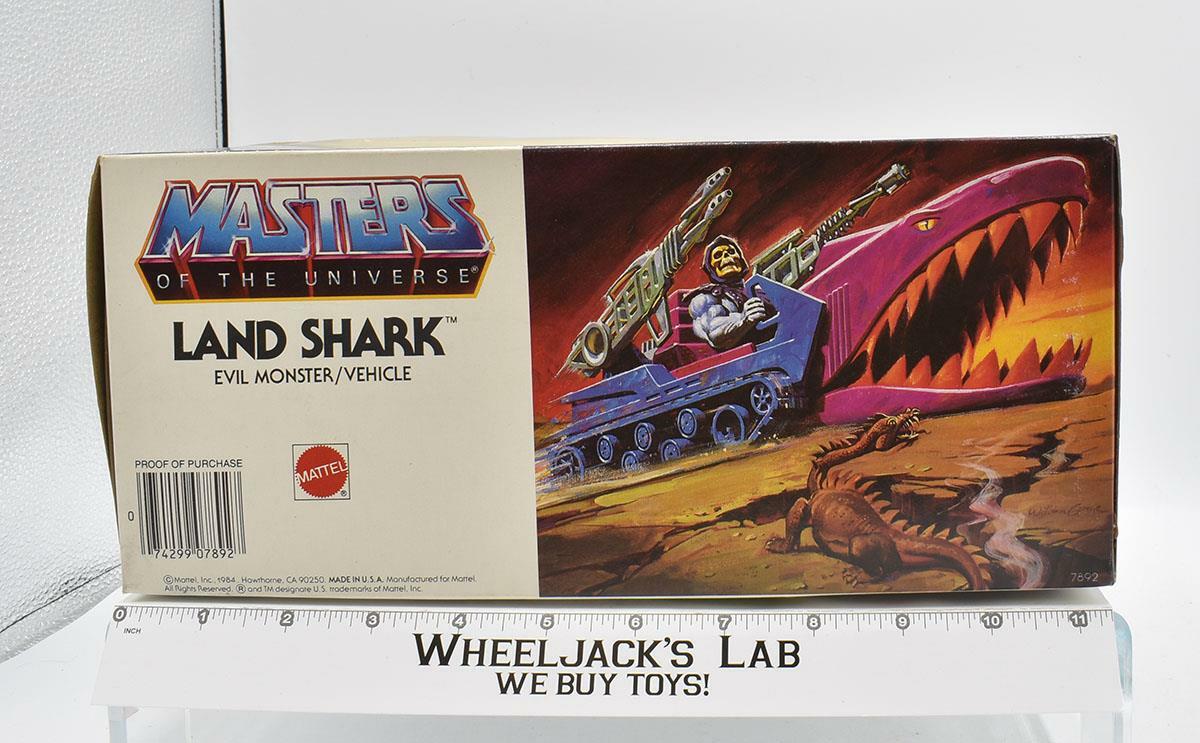 MASTERS
OF THE UNIVERSE®
LAND SHARK™
EVIL MONSTER/VEHICLE
MATTEL®
PROOF OF PURCHASE
0 74299 07892
© Mattel, Inc., 1984. Hawthorne, CA 90250. MADE IN U.S.A. Manufactured for Mattel.
All Rights Reserved. ® and TM designate U.S. trademarks of Mattel, Inc.
William George
7892
0 1 2 3 4 5 6 7 8 9 10 11
INCH
WHEELJACK'S LAB
WE BUY TOYS!